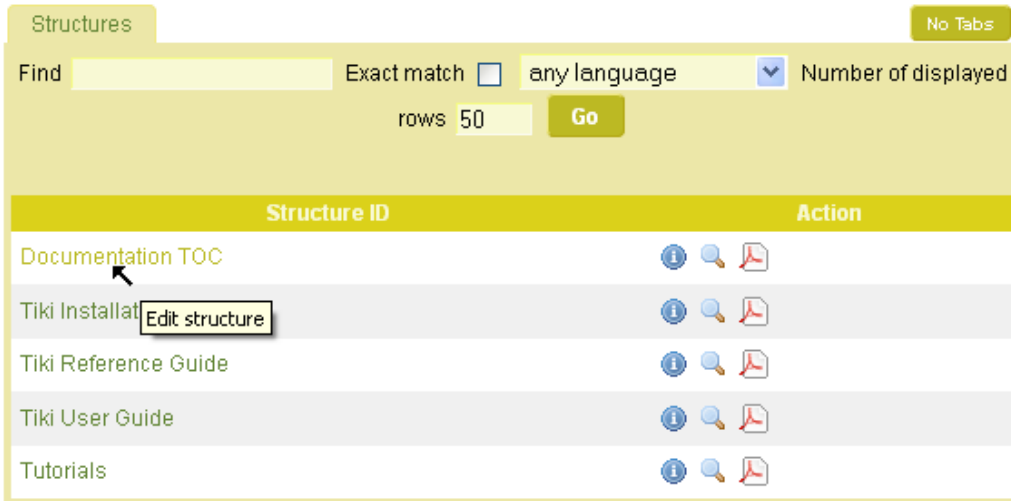 Structures No Tabs
Find Exact match any language Number of displayed
rows 50 Go
Structure ID Action
Documentation TOC
Tiki Installat
Edit structure
Tiki Reference Guide
Tiki User Guide
Tutorials